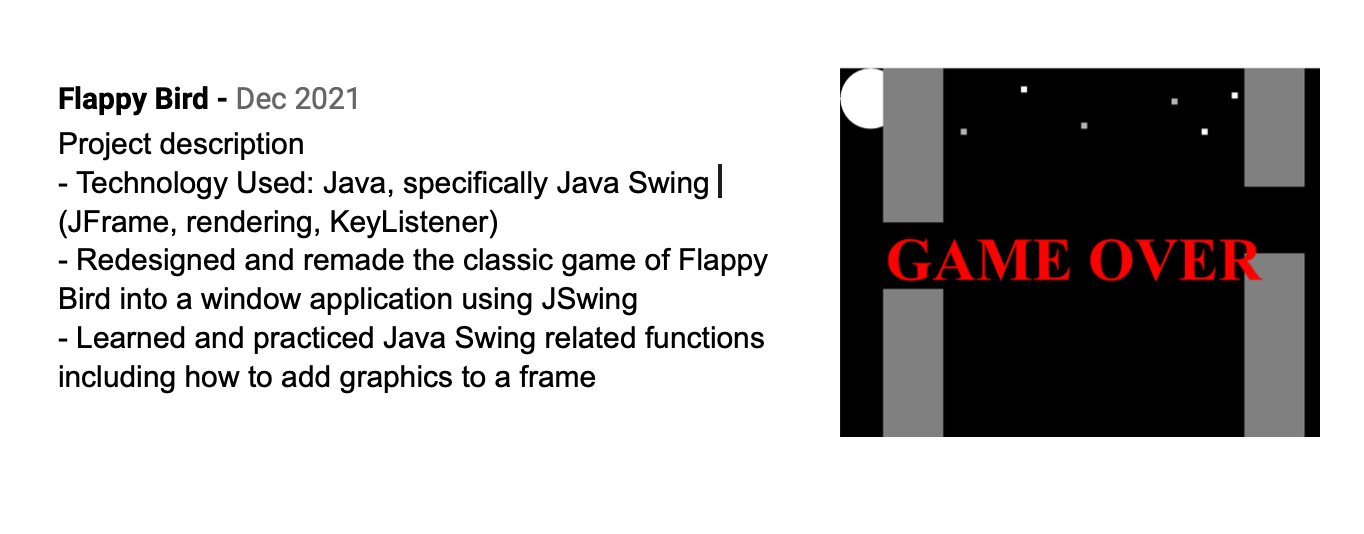 Flappy Bird - Dec 2021
Project description
- Technology Used: Java, specifically Java Swing
(JFrame, rendering, KeyListener)
- Redesigned and remade the classic game of Flappy
Bird into a window application using JSwing
- Learned and practiced Java Swing related functions
including how to add graphics to a frame
GAME OVER